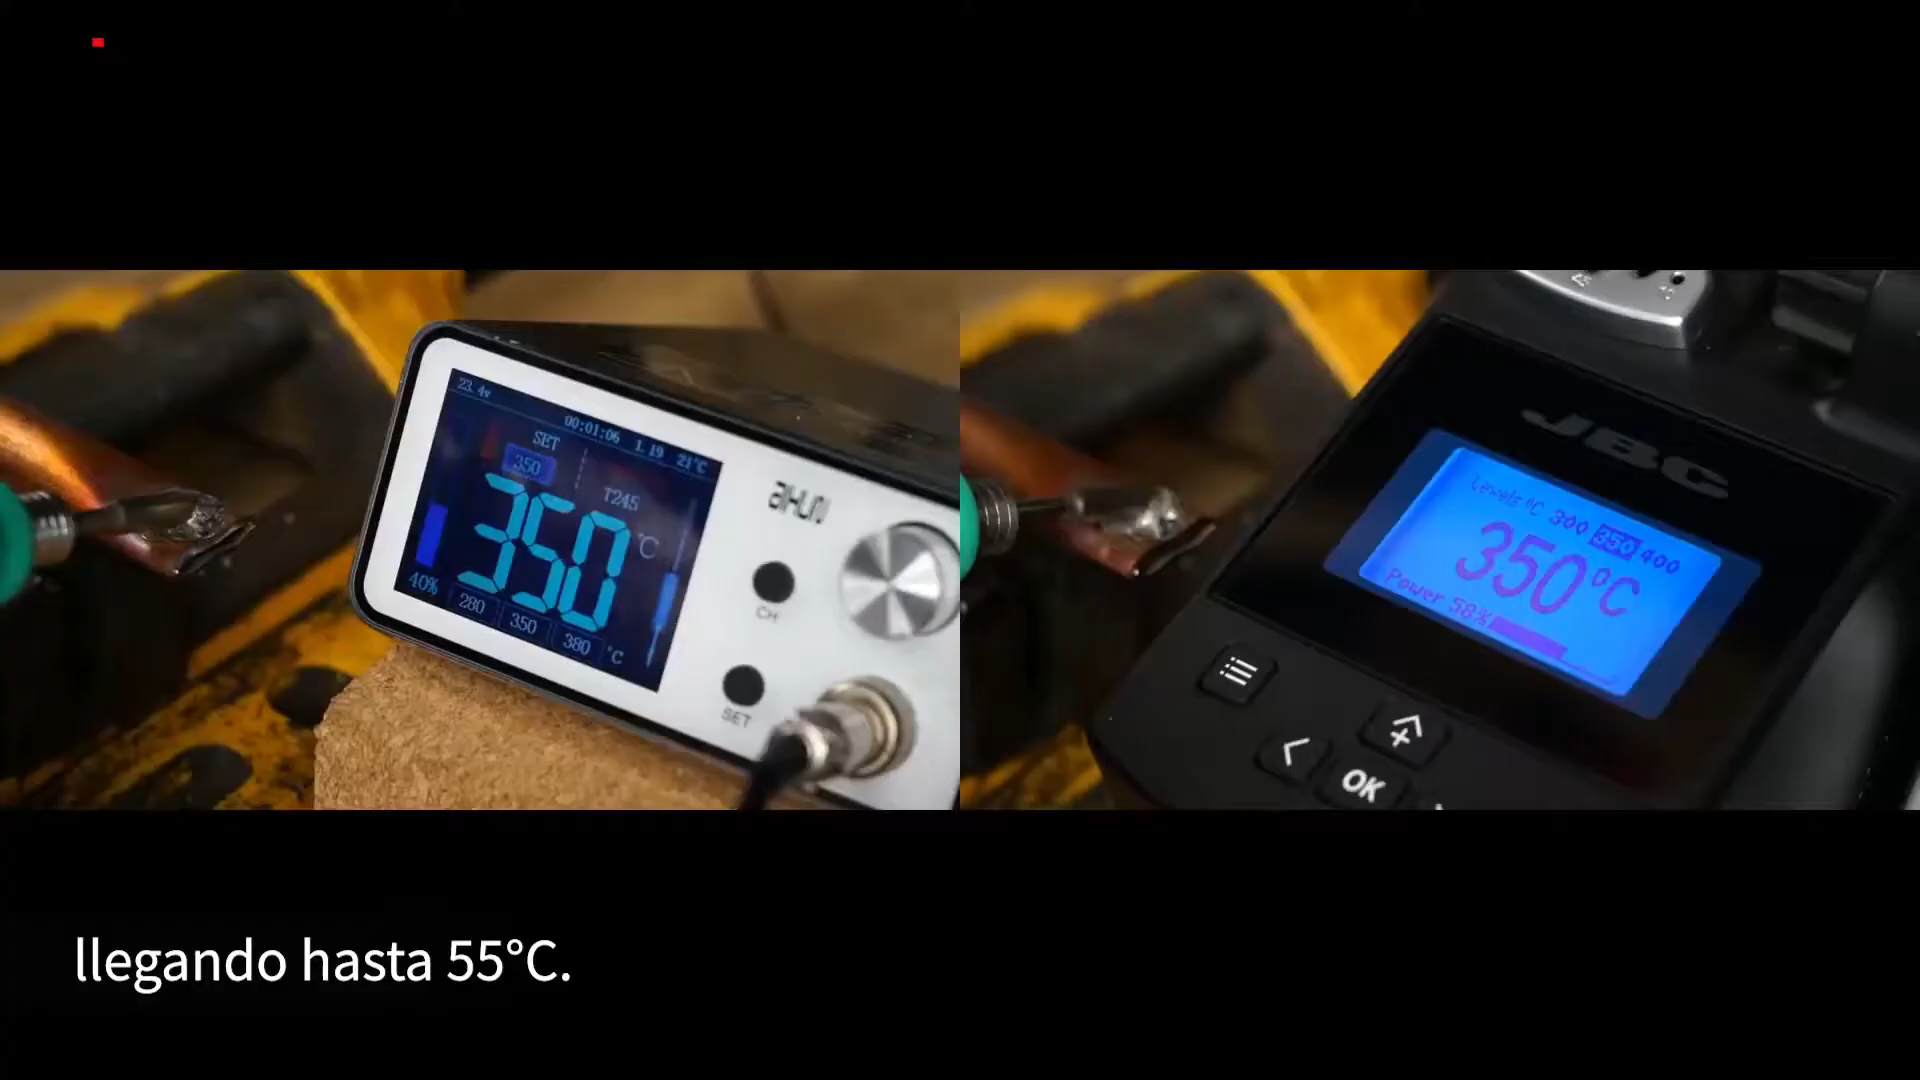 23.4v
00:01:06 1.19 21°C
SET
350
T245
350°C
40%
280 350 380 °C
CH
SET
JBC
Levels °C 300 350 400
350°C
Power 58%
OK
llegando hasta 55°C.